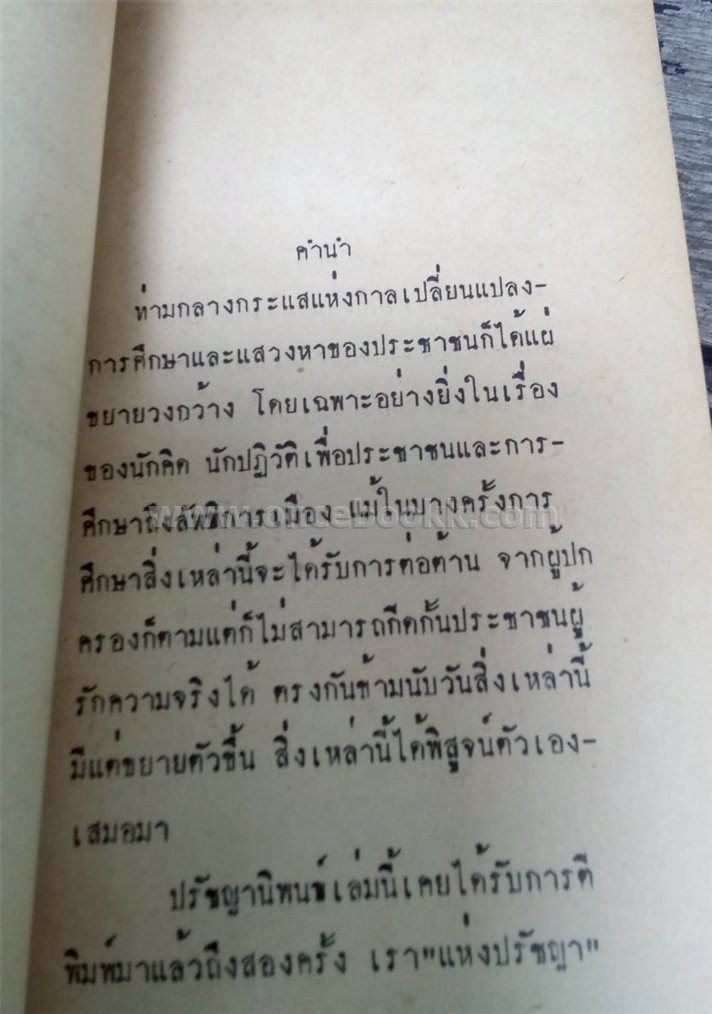 คำนำ
ท่ามกลางกระแสแห่งกาลเปลี่ยนแปลง-
การศึกษาและแสวงหาของประชาชนก็ได้แผ่
ขยายวงกว้าง โดยเฉพาะอย่างยิ่งในเรื่อง
ของนักคิด นักปฏิวัติเพื่อประชาชนและการ-
ศึกษาถึงลัทธิการเมือง แม้ในบางครั้งการ
www.onceebookk.com
ศึกษาสิ่งเหล่านี้จะได้รับการต่อต้าน จากผู้ปก
ครองก็ตามแต่ก็ไม่สามารถกีดกั้นประชาชนผู้
รักความจริงได้ ตรงกันข้ามนับวันสิ่งเหล่านี้
มีแต่ขยายตัวขึ้น สิ่งเหล่านี้ได้พิสูจน์ตัวเอง-
เสมอมา
ปรัชญานิพนธ์เล่มนี้เคยได้รับการตี
พิมพ์มาแล้วถึงสองครั้ง เรา"แห่งปรัชญา"